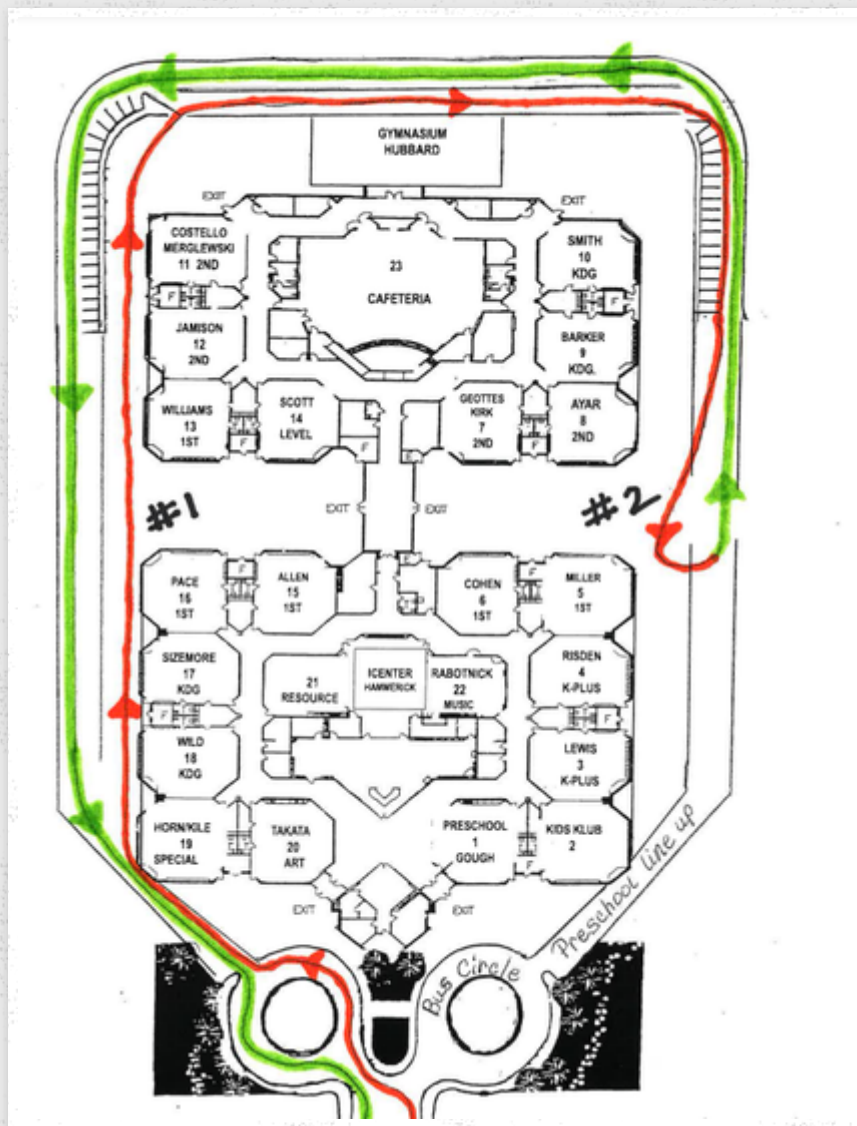 GYMNASIUM
HUBBARD
EXIT
EXIT
COSTELLO
MERGLEWSKI
11 2ND
23
CAFETERIA
SMITH
10
KDG
F
F
JAMISON
12
2ND
BARKER
9
KDG.
WILLIAMS
13
1ST
F
SCOTT
14
LEVEL
F
E
GEOTTES
KIRK
7
2ND
F
AYAR
8
2ND
#1
EXIT
EXIT
#2
PACE
16
1ST
F
ALLEN
15
1ST
E
COHEN
6
1ST
F
MILLER
5
1ST
SIZEMORE
17
KDG
21
RESOURCE
ICENTER
HAMMERICK
RABOTNICK
22
MUSIC
RISDEN
4
K-PLUS
F
F
WILD
18
KDG
LEWIS
3
K-PLUS
HORN/KILE
19
SPECIAL
TAKATA
20
ART
PRESCHOOL
1
GOUGH
F
KIDS KLUB
2
Preschool line up
EXIT
EXIT
Bus Circle